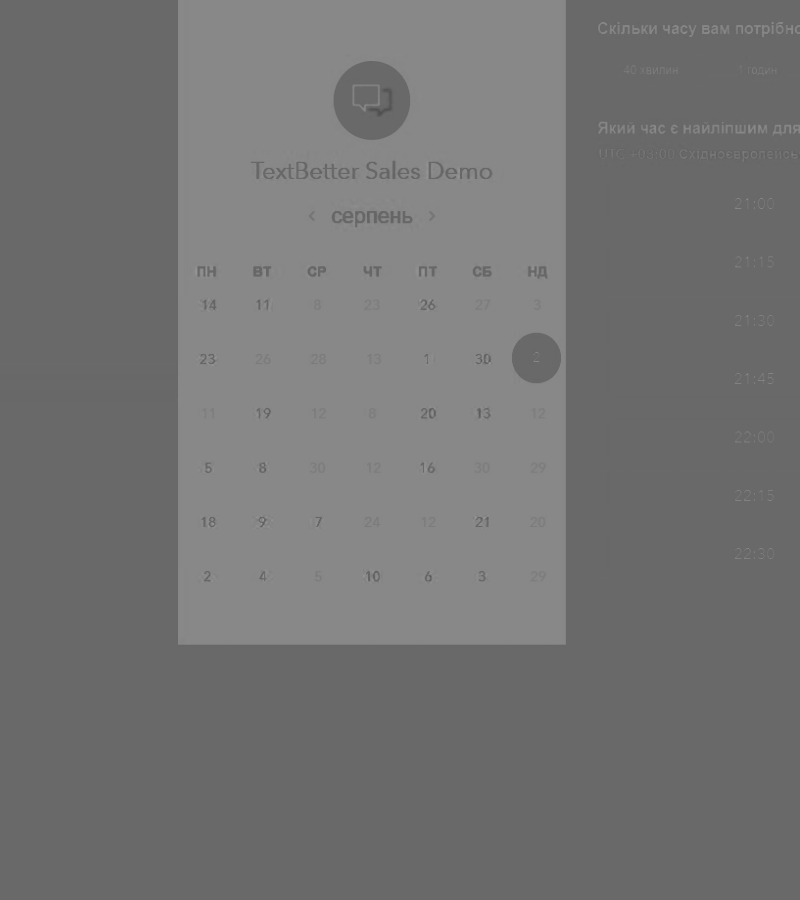 TextBetter Sales Demo
серпень
ПН ВТ СР ЧТ ПТ СБ НД
14 11 8 23 26 27 3
23 26 28 13 1 30 2
11 19 12 8 20 13 12
5 8 30 12 16 30 29
18 9 7 24 12 21 20
2 4 5 10 6 3 29
Скільки часу вам потрібно
40 хвилин 1 годин
Який час є найліпшим для
UTC +03:00 Східноєвропейсь
21:00
21:15
21:30
21:45
22:00
22:15
22:30